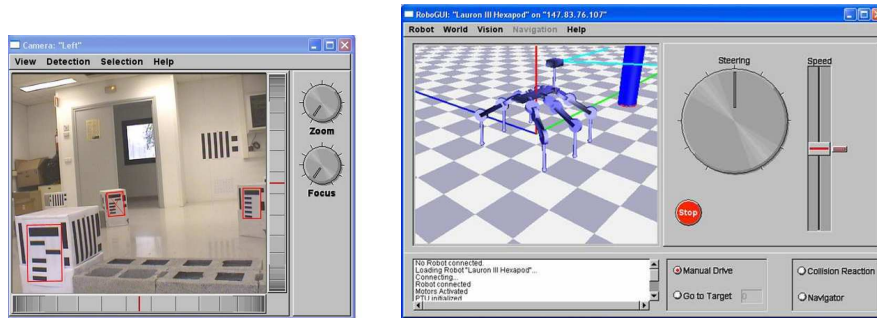 Camera: "Left"
View Detection Selection Help
Zoom
Focus
RoboGUI: "Lauron III Hexapod" on "147.83.76.107"
Robot World Vision Navigation Help
Steering
Speed
Stop
No Robot connected.
Loading Robot "Lauron III Hexapod"...
Connecting...
Robot connected
Motors Activated
PTU initialized
Manual Drive
Go to Target 0
Collision Reaction
Navigator